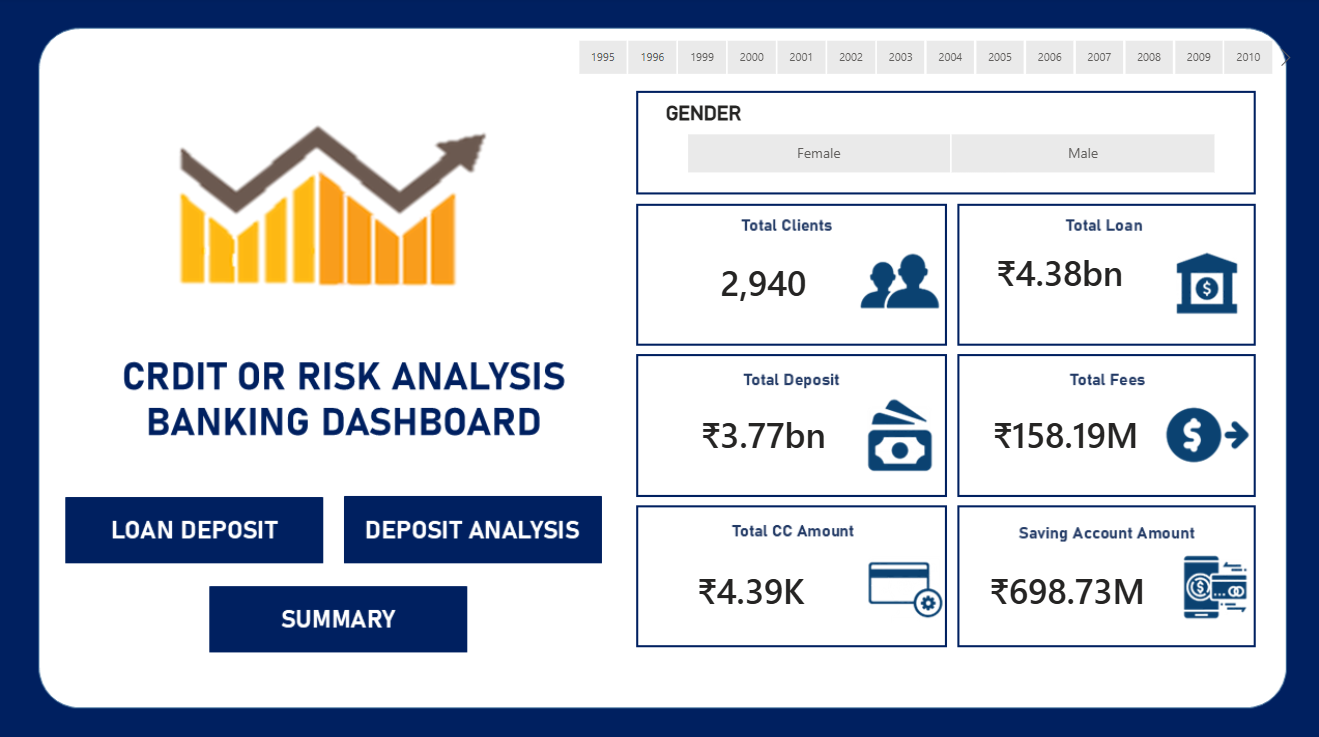 1995 1996 1999 2000 2001 2002 2003 2004 2005 2006 2007 2008 2009 2010
GENDER
Female Male
CRDIT OR RISK ANALYSIS
BANKING DASHBOARD
LOAN DEPOSIT DEPOSIT ANALYSIS
SUMMARY
Total Clients
2,940
Total Loan
₹4.38bn
$
Total Deposit
₹3.77bn
Total Fees
₹158.19M
$
Total CC Amount
₹4.39K
Saving Account Amount
₹698.73M
$